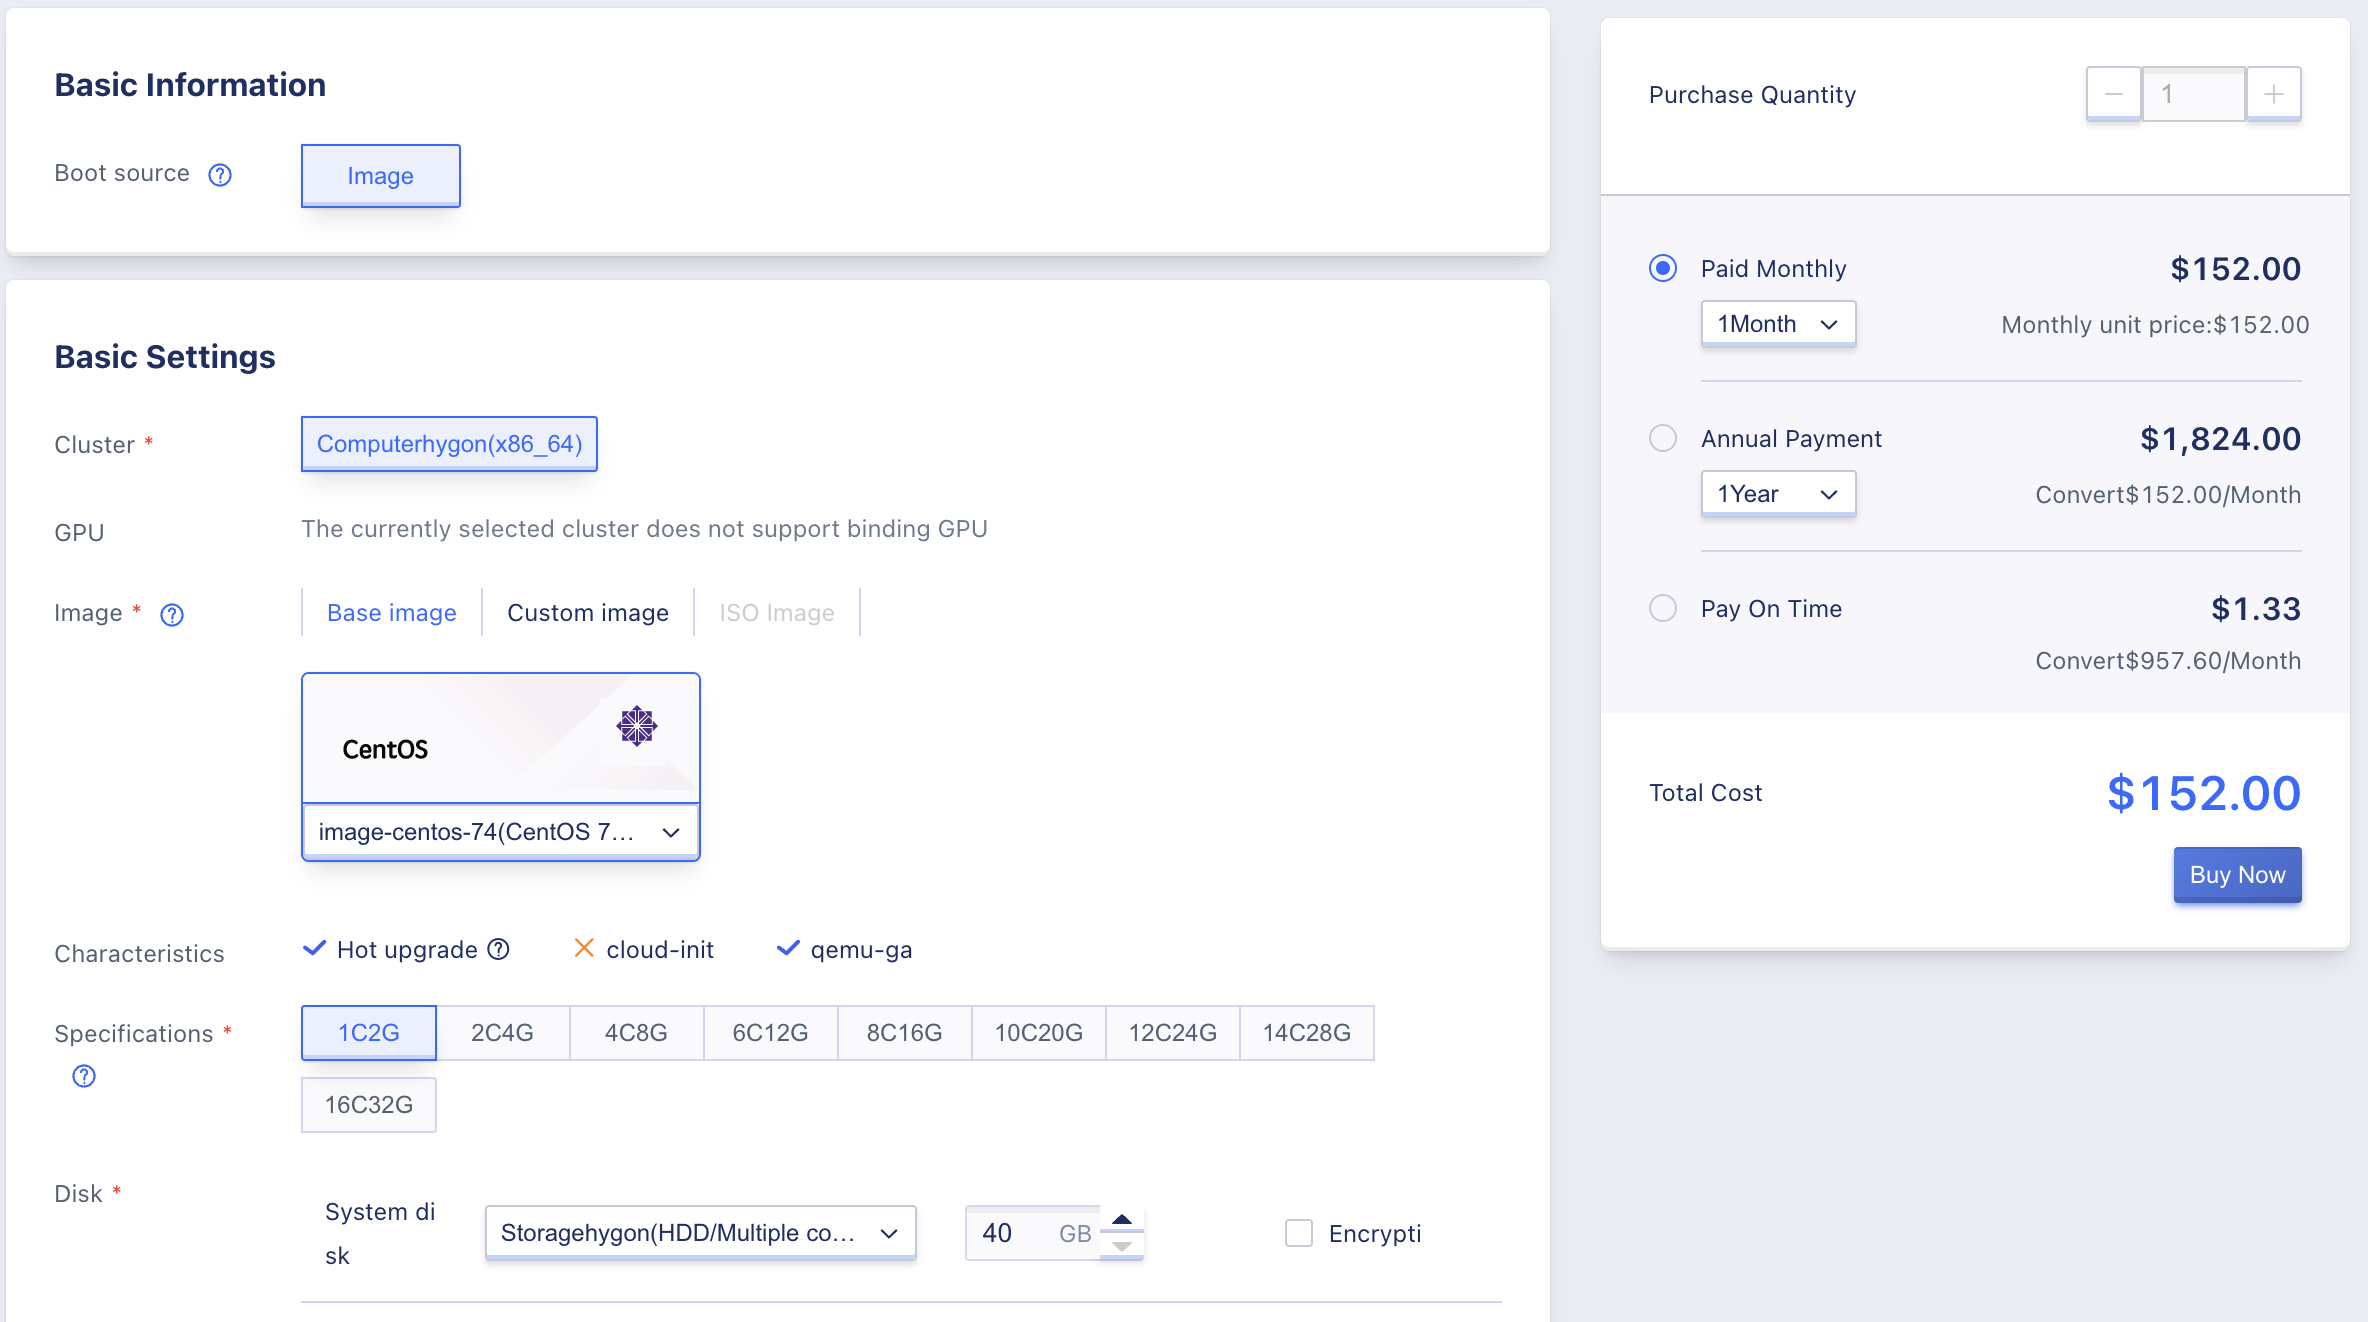 Basic Information
Boot source
Image
Basic Settings
Cluster *
Computerhygon(x86_64)
GPU
The currently selected cluster does not support binding GPU
Image *
Base image
Custom image
ISO Image
CentOS
image-centos-74(CentOS 7...
Characteristics
Hot upgrade
cloud-init
qemu-ga
Specifications *
1C2G
2C4G
4C8G
6C12G
8C16G
10C20G
12C24G
14C28G
16C32G
Disk *
System di
sk
Storagehygon(HDD/Multiple co...
40 GB
Encrypti
Purchase Quantity
1
Paid Monthly
$152.00
1Month
Monthly unit price:$152.00
Annual Payment
$1,824.00
1Year
Convert$152.00/Month
Pay On Time
$1.33
Convert$957.60/Month
Total Cost
$152.00
Buy Now